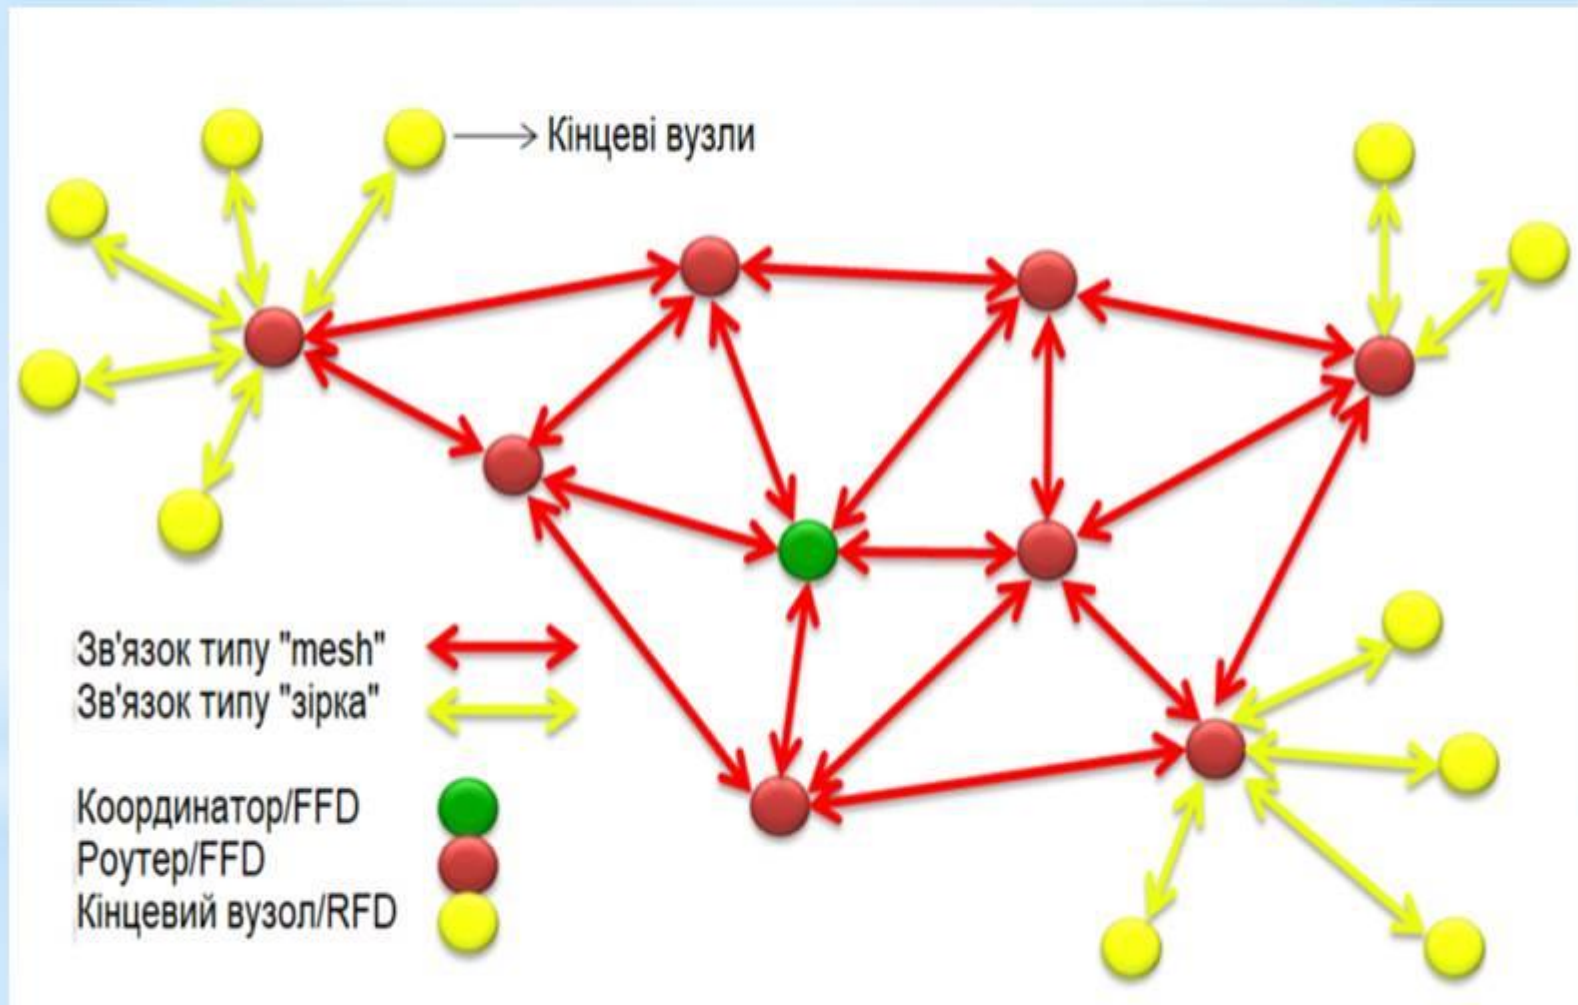 Кінцеві вузли
Зв'язок типу "mesh"
Зв'язок типу "зірка"
Координатор/FFD
Роутер/FFD
Кінцевий вузол/RFD